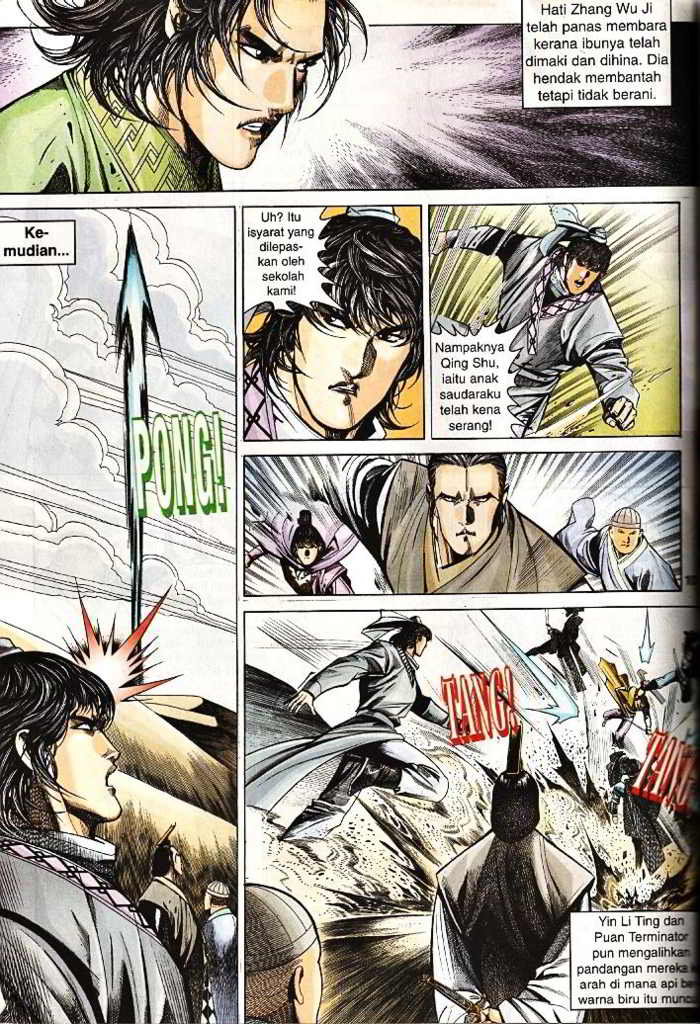 Hati Zhang Wu Ji
telah panas membara
kerana ibunya telah
dimaki dan dihina. Dia
hendak membantah
tetapi tidak berani.
Ke-
mudian...
PONG!
Uh? Itu
isyarat yang
dilepas-
kan oleh
sekolah
kami!
Nampaknya
Qing Shu,
iaitu anak
saudaraku
telah kena
serang!
TANG!
Yin Li Ting dan
Puan Terminator
pun mengalihkan
pandangan mereka
arah di mana api
warna biru itu